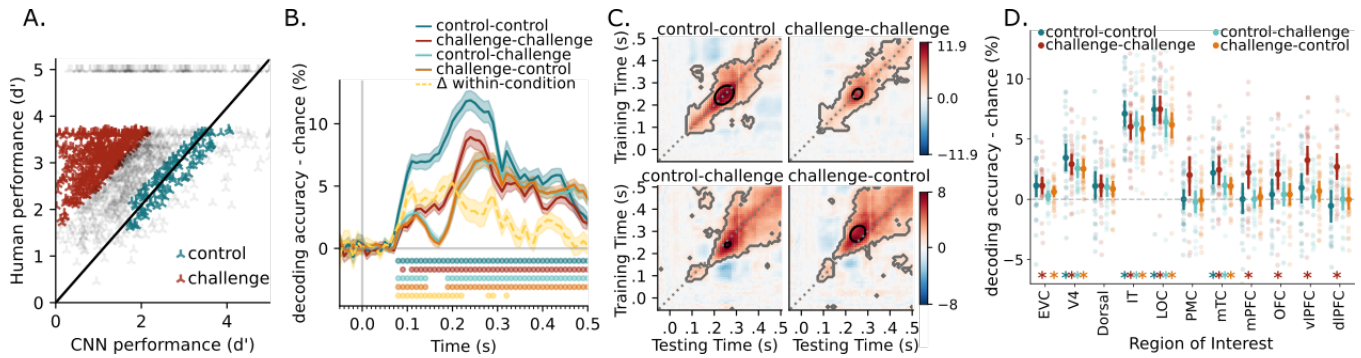 A.
Human performance (d')
5
4
3
2
1
0
control
challenge
0
2
4
CNN performance (d')
B.
control-control
challenge-challenge
control-challenge
challenge-control
Δ within-condition
decoding accuracy - chance (%)
10
5
0
0.0
0.1
0.2
0.3
0.4
0.5
Time (s)
C.
control-control
challenge-challenge
Training Time (s)
.5
.4
.3
.2
.1
.0
11.9
0.0
−11.9
control-challenge
challenge-control
Training Time (s)
.5
.4
.3
.2
.1
.0
8
0
−8
.0 .1 .2 .3 .4 .5
.0 .1 .2 .3 .4 .5
Testing Time (s)
Testing Time (s)
D.
control-control
challenge-challenge
control-challenge
challenge-control
decoding accuracy - chance (%)
10
5
0
−5
EVC
V4
Dorsal
IT
LOC
PMC
mTC
mPFC
OFC
vlPFC
dlPFC
Region of Interest